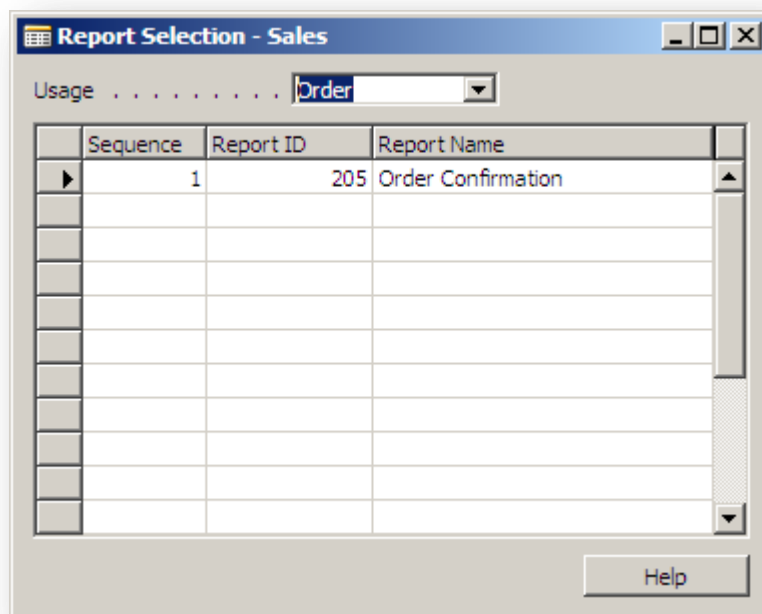 Report Selection - Sales
Usage . . . . . . . . . Order
Sequence Report ID Report Name
1 205 Order Confirmation
Help